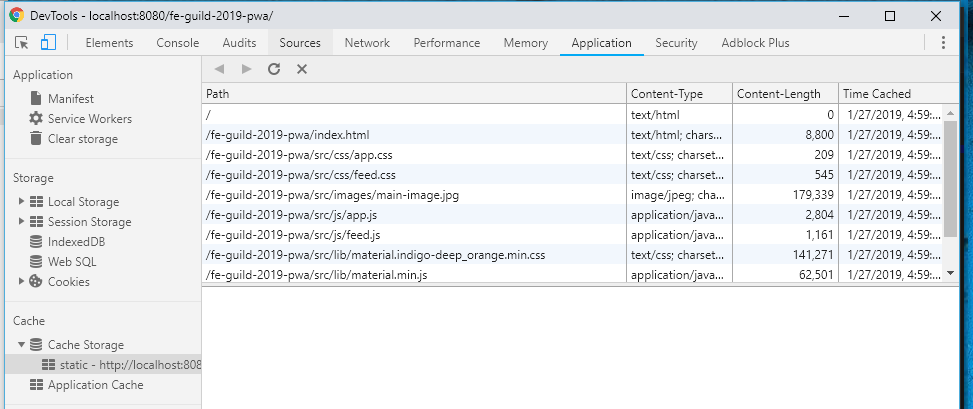 DevTools - localhost:8080/fe-guild-2019-pwa/
Elements Console Audits Sources Network Performance Memory Application Security Adblock Plus
Application
Manifest
Service Workers
Clear storage
Storage
Local Storage
Session Storage
IndexedDB
Web SQL
Cookies
Cache
Cache Storage
static - http://localhost:808
Application Cache
Path Content-Type Content-Length Time Cached
/ text/html 0 1/27/2019, 4:59:...
/fe-guild-2019-pwa/index.html text/html; chars... 8,800 1/27/2019, 4:59:...
/fe-guild-2019-pwa/src/css/app.css text/css; charset... 209 1/27/2019, 4:59:...
/fe-guild-2019-pwa/src/css/feed.css text/css; charset... 545 1/27/2019, 4:59:...
/fe-guild-2019-pwa/src/images/main-image.jpg image/jpeg; cha... 179,339 1/27/2019, 4:59:...
/fe-guild-2019-pwa/src/js/app.js application/java... 2,804 1/27/2019, 4:59:...
/fe-guild-2019-pwa/src/js/feed.js application/java... 1,161 1/27/2019, 4:59:...
/fe-guild-2019-pwa/src/lib/material.indigo-deep_orange.min.css text/css; charset... 141,271 1/27/2019, 4:59:...
/fe-guild-2019-pwa/src/lib/material.min.js application/java... 62,501 1/27/2019, 4:59:...